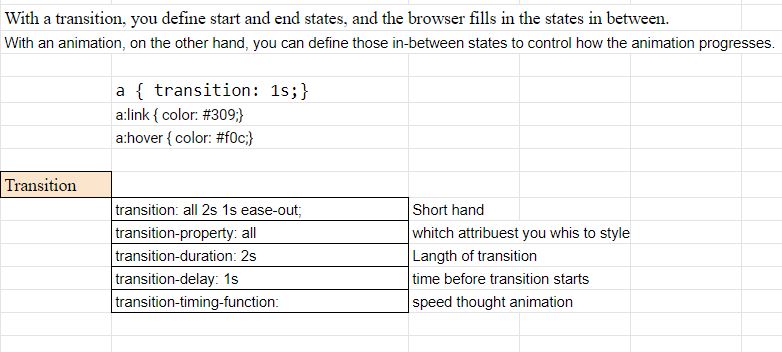 With a transition, you define start and end states, and the browser fills in the states in between.
With an animation, on the other hand, you can define those in-between states to control how the animation progresses.
a { transition: 1s;}
a:link { color: #309;}
a:hover { color: #f0c;}
Transition
transition: all 2s 1s ease-out; Short hand
transition-property: all whitch attribuest you whis to style
transition-duration: 2s Langth of transition
transition-delay: 1s time before transition starts
transition-timing-function: speed thought animation